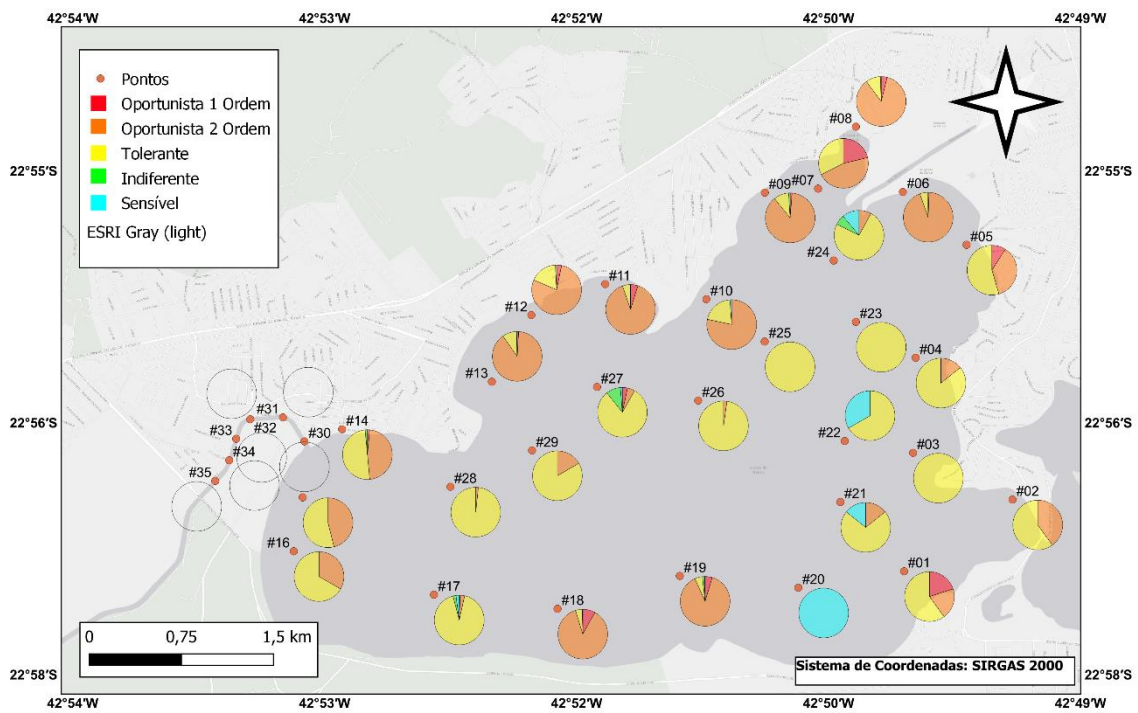 42°54'W 42°53'W 42°52'W 42°50'W 42°49'W
Pontos
Oportunista 1 Ordem
Oportunista 2 Ordem
Tolerante
Indiferente
Sensível
ESRI Gray (light)
22°55'S 22°55'S
#08
#09 #07 #06
#05
#24
#11
#12 #10
#23
#25
#13 #04
#27
#26
22°56'S 22°56'S
#31 #14
#33 #32 #30
#22
#34 #29 #03
#35 #28
#21 #02
#16
#19 #01
#17 #20
#18
0 0,75 1,5 km
Sistema de Coordenadas: SIRGAS 2000
22°58'S 22°58'S
42°54'W 42°53'W 42°52'W 42°50'W 42°49'W